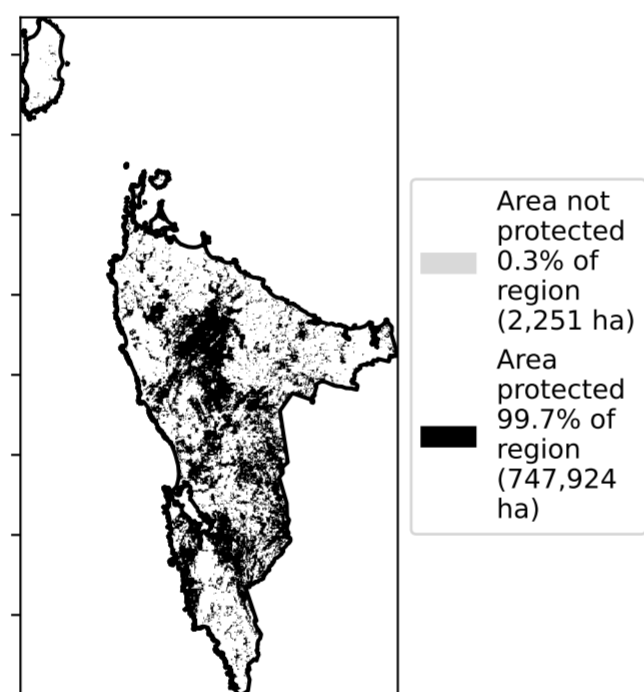 Area not
protected
0.3% of
region
(2,251 ha)
Area
protected
99.7% of
region
(747,924
ha)